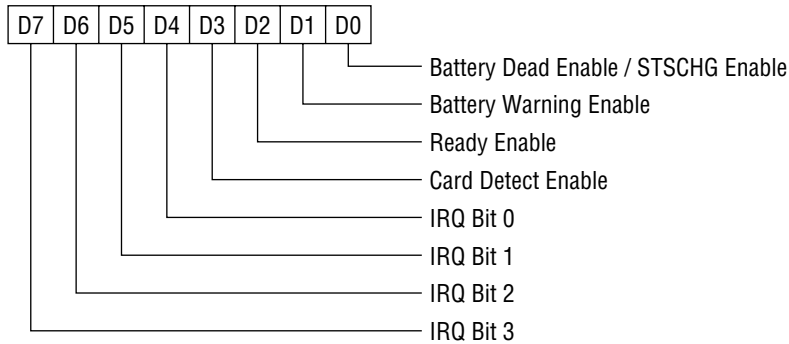 D7 D6 D5 D4 D3 D2 D1 D0
Battery Dead Enable / STSCHG Enable
Battery Warning Enable
Ready Enable
Card Detect Enable
IRQ Bit 0
IRQ Bit 1
IRQ Bit 2
IRQ Bit 3